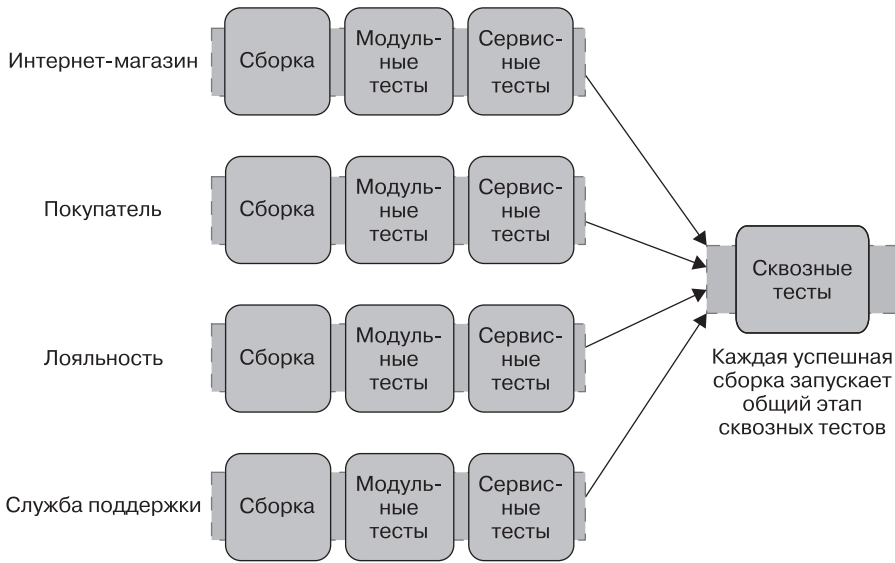 Интернет-магазин
Сборка
Модуль-
ные
тесты
Сервис-
ные
тесты
Покупатель
Сборка
Модуль-
ные
тесты
Сервис-
ные
тесты
Лояльность
Сборка
Модуль-
ные
тесты
Сервис-
ные
тесты
Служба поддержки
Сборка
Модуль-
ные
тесты
Сервис-
ные
тесты
Сквозные
тесты
Каждая успешная
сборка запускает
общий этап
сквозных тестов